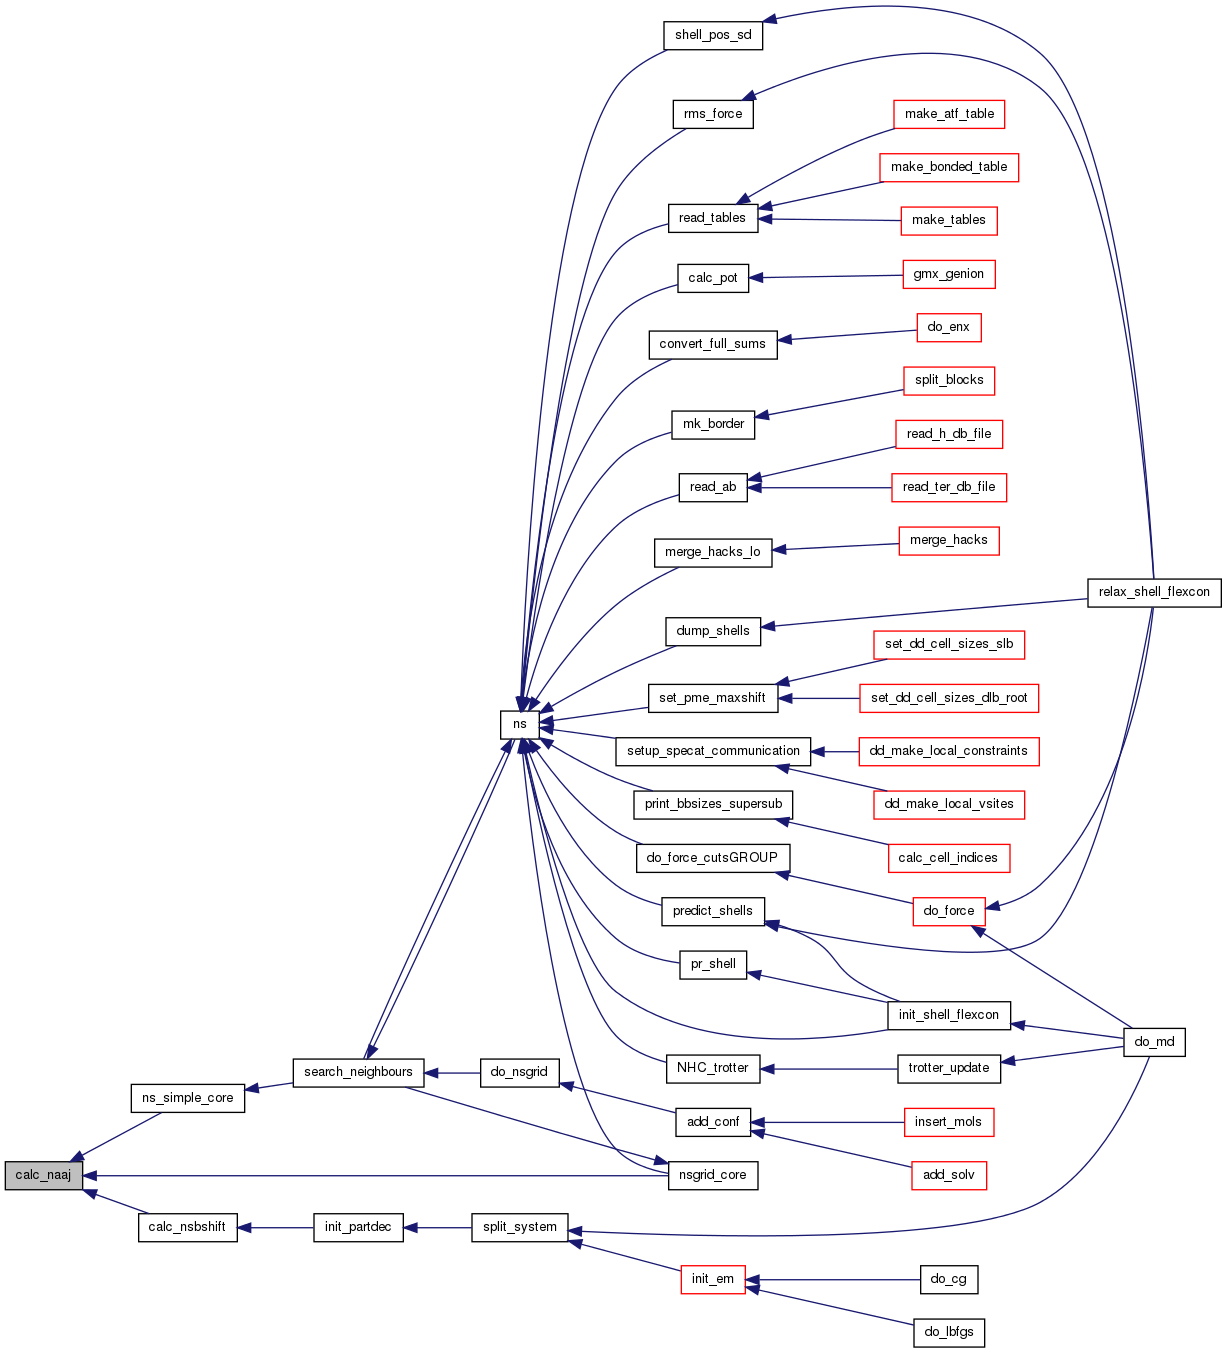 shell_pos_sd
rms_force
make_atf_table
make_bonded_table
read_tables
make_tables
calc_pot
gmx_genion
convert_full_sums
do_enx
split_blocks
mk_border
read_h_db_file
read_ab
read_ter_db_file
merge_hacks_lo
merge_hacks
relax_shell_flexcon
dump_shells
set_dd_cell_sizes_slb
set_pme_maxshift
set_dd_cell_sizes_dlb_root
ns
setup_specat_communication
dd_make_local_constraints
print_bbsizes_supersub
dd_make_local_vsites
do_force_cutsGROUP
calc_cell_indices
predict_shells
do_force
pr_shell
init_shell_flexcon
do_md
search_neighbours
do_nsgrid
NHC_trotter
trotter_update
ns_simple_core
add_conf
insert_mols
calc_naaj
nsgrid_core
add_solv
calc_nsbshift
init_partdec
split_system
init_em
do_cg
do_lbfgs